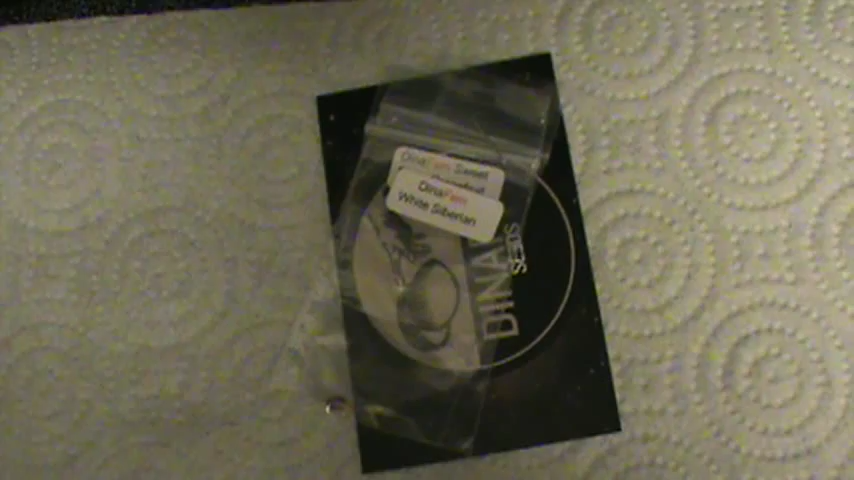 DinaFem Sweet
DinaFem
White Siberian
DINA
SEEDS